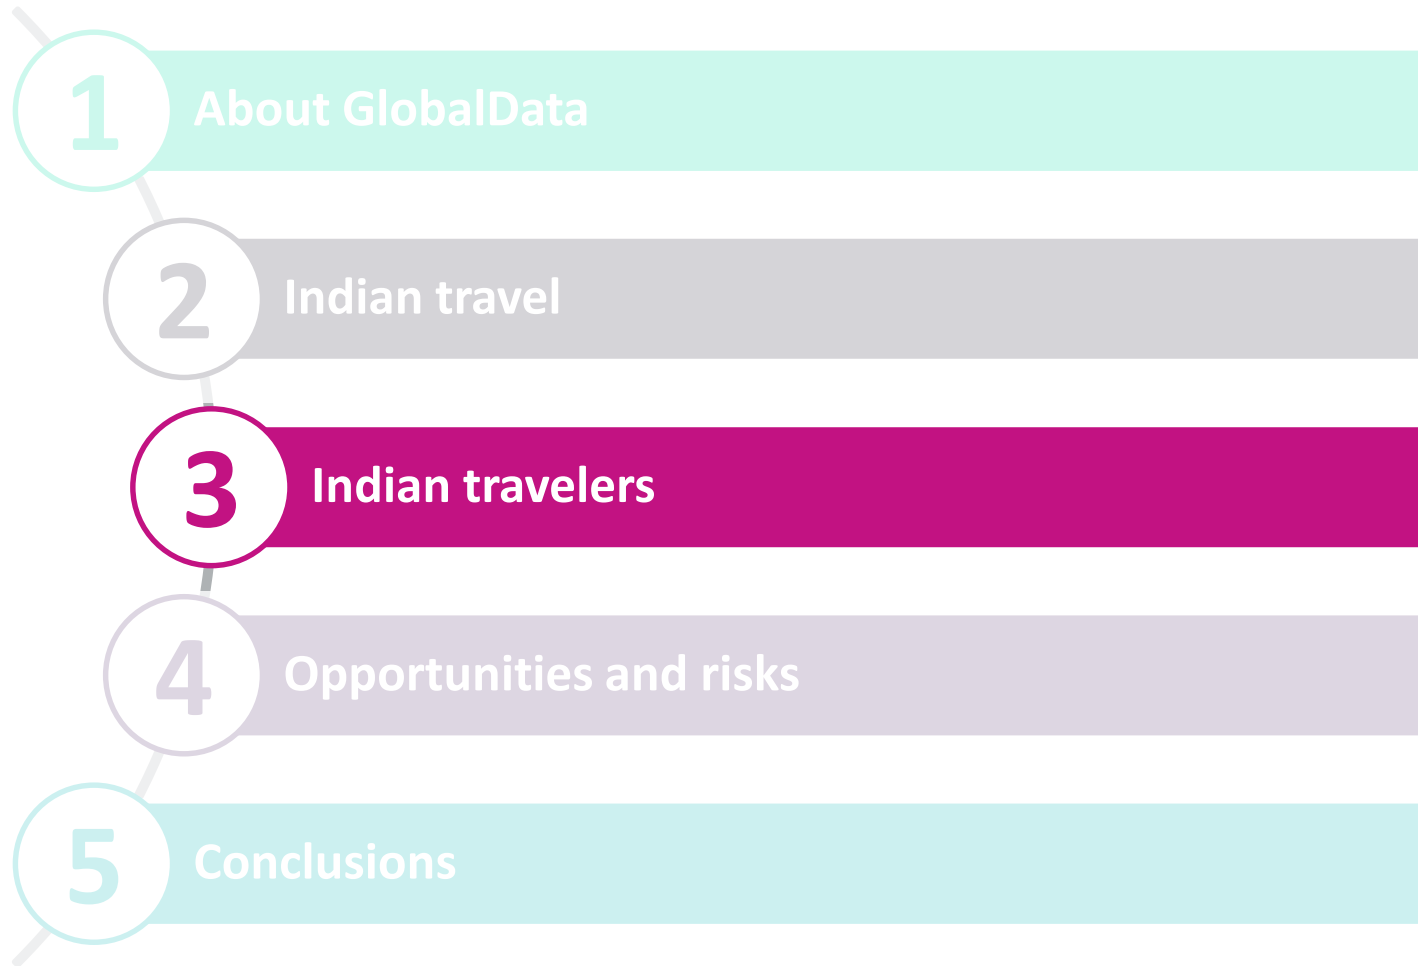 1 About GlobalData
2 Indian travel
3 Indian travelers
4 Opportunities and risks
5 Conclusions